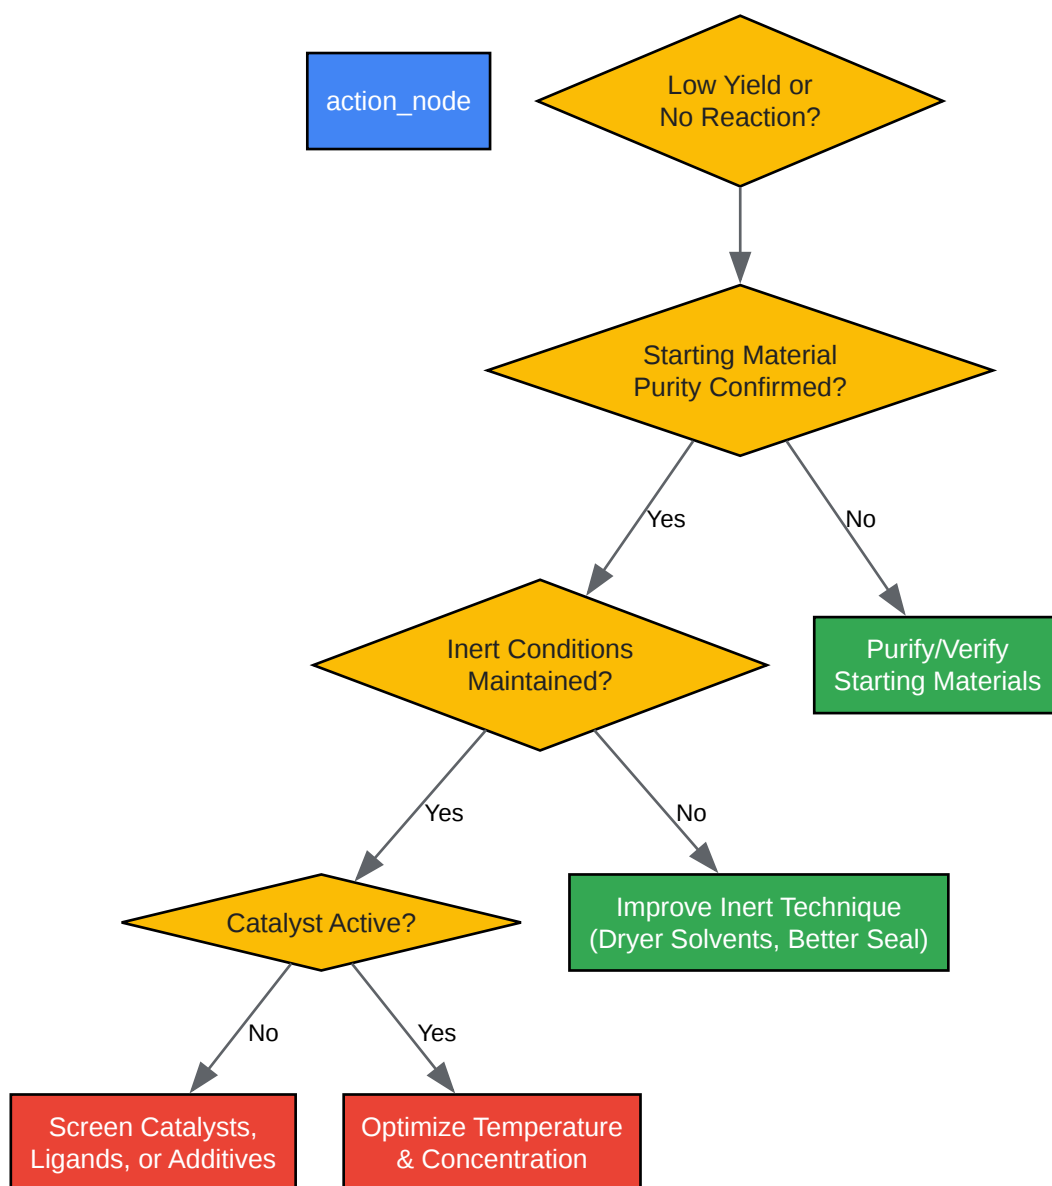 action_node
Low Yield or
No Reaction?
Starting Material
Purity Confirmed?
Yes
No
Inert Conditions
Maintained?
Purify/Verify
Starting Materials
Yes
No
Catalyst Active?
Improve Inert Technique
(Dryer Solvents, Better Seal)
No
Yes
Screen Catalysts,
Ligands, or Additives
Optimize Temperature
& Concentration